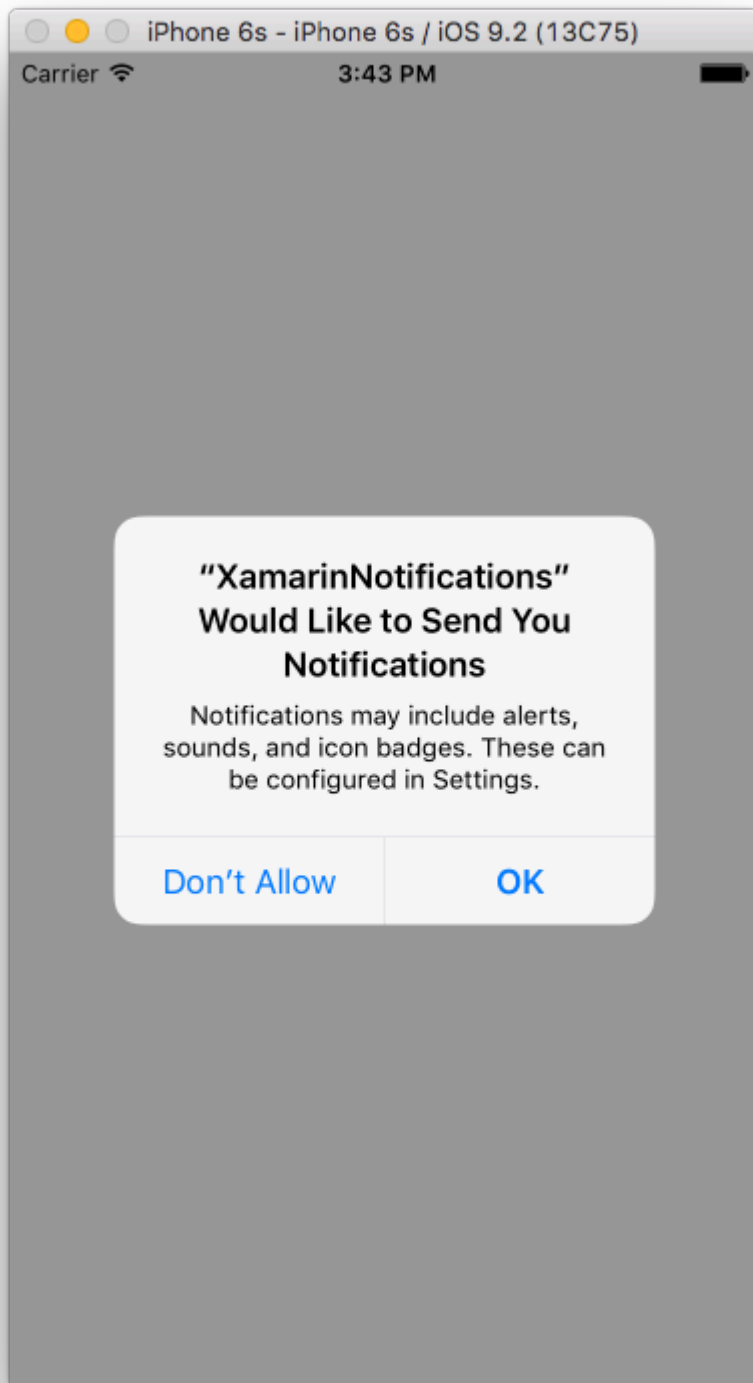 iPhone 6s - iPhone 6s / iOS 9.2 (13C75)
Carrier 3:43 PM
“XamarinNotifications”
Would Like to Send You
Notifications
Notifications may include alerts,
sounds, and icon badges. These can
be configured in Settings.
Don’t Allow OK